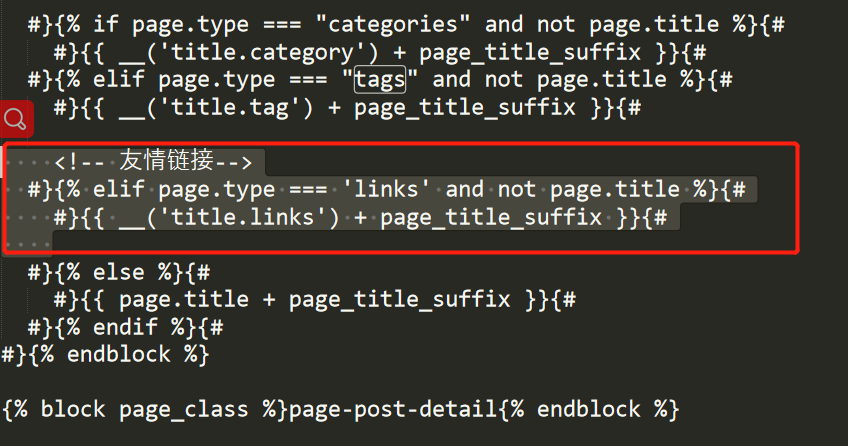 #}{% if page.type === "categories" and not page.title %}{#
#}{{ __('title.category') + page_title_suffix }}{#
#}{% elif page.type === "tags" and not page.title %}{#
#}{{ __('title.tag') + page_title_suffix }}{#
<!-- 友情链接-->
#}{% elif page.type === 'links' and not page.title %}{#
#}{{ __('title.links') + page_title_suffix }}{#
#}{% else %}{#
#}{{ page.title + page_title_suffix }}{#
#}{% endif %}{#
#}{% endblock %}
{% block page_class %}page-post-detail{% endblock %}